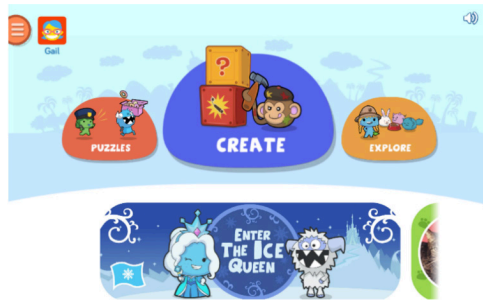 Gail
?
PUZZLES
CREATE
EXPLORE
ENTER
THE ICE
QUEEN